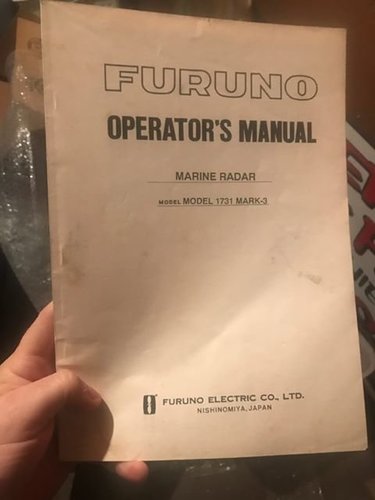 FURUNO
OPERATOR'S MANUAL
MARINE RADAR
MODEL MODEL 1731 MARK-3
FURUNO ELECTRIC CO., LTD.
NISHINOMIYA, JAPAN